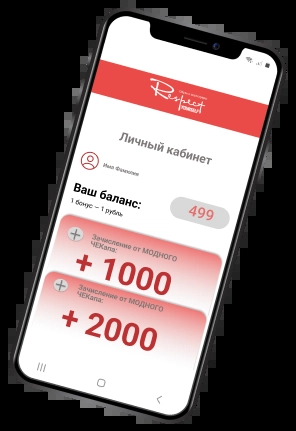 Respect
Личный кабинет
Имя Фамилия
Ваш баланс:
1 бонус – 1 рубль
499
Зачисление от МОДНОГО
ЧЕКапа:
+ 1000
Зачисление от МОДНОГО
ЧЕКапа:
+ 2000